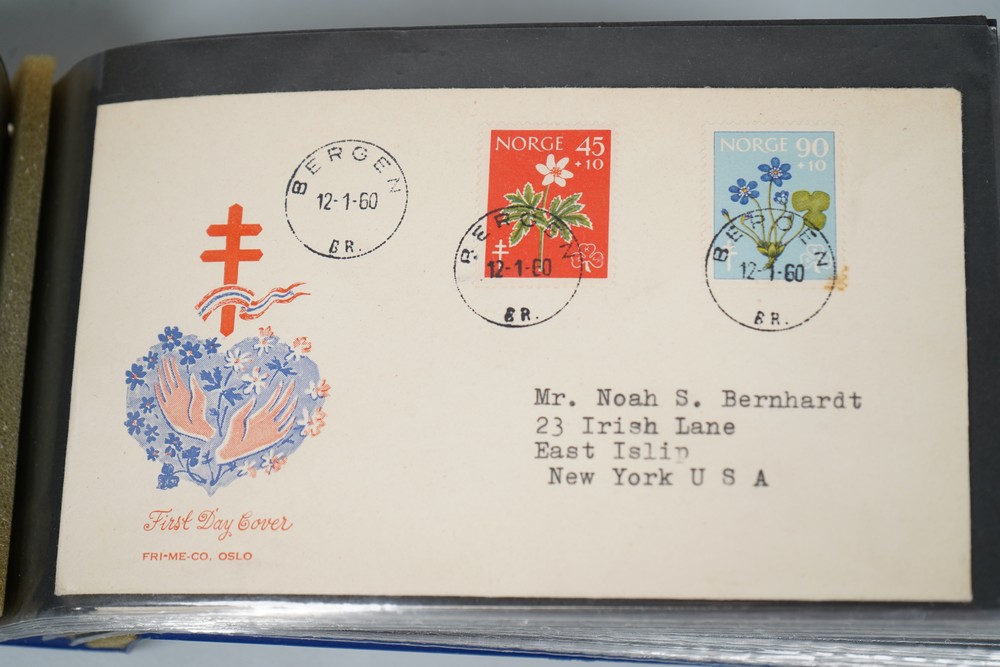 BERGEN
12-1-60
BR.
NORGE 45
+10
BERGEN
12-1-60
BR.
NORGE 90
+10
BERGEN
12-1-60
BR.
Mr. Noah S. Bernhardt
23 Irish Lane
East Islip
New York U S A
First Day Cover
FRI-ME-CO. OSLO